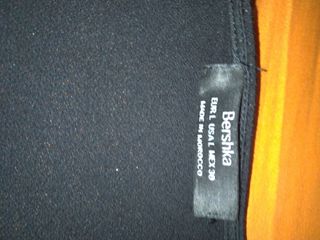 Bershka
EUR L USA L MEX 30
MADE IN MOROCCO